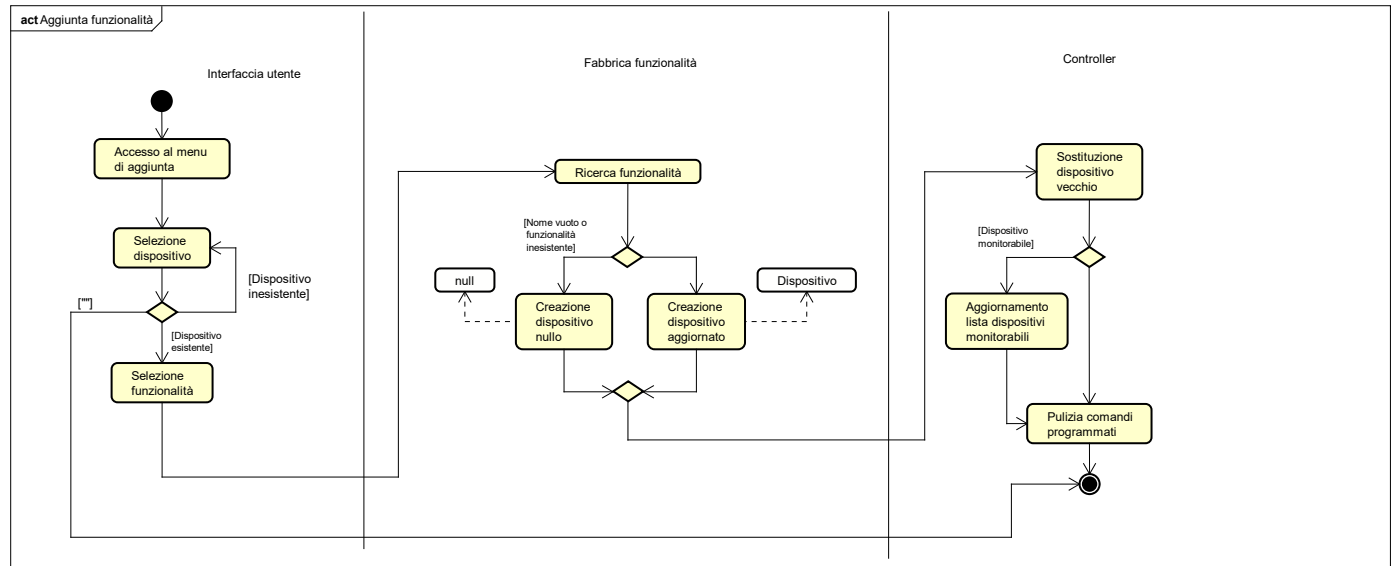 act Aggiunta funzionalità
Interfaccia utente
Accesso al menu
di aggiunta
Selezione
dispositivo
[Dispositivo
inesistente]
[""]
[Dispositivo
esistente]
Selezione
funzionalità
Fabbrica funzionalità
Ricerca funzionalità
[Nome vuoto o
funzionalità
inesistente]
null
Dispositivo
Creazione
dispositivo
nullo
Creazione
dispositivo
aggiornato
Controller
Sostituzione
dispositivo
vecchio
[Dispositivo
monitorabile]
Aggiornamento
lista dispositivi
monitorabili
Pulizia comandi
programmati